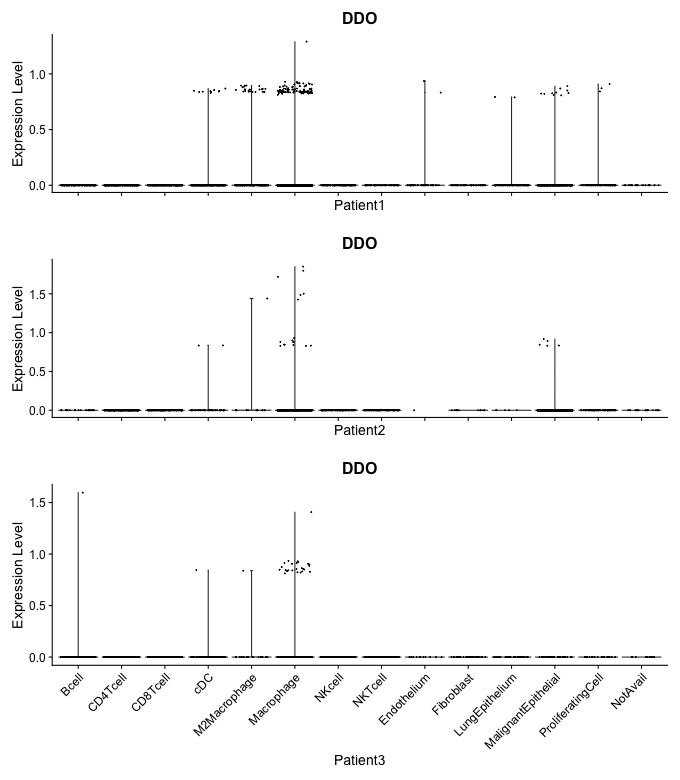 DDO
Expression Level
1.0
0.5
0.0
Patient1
DDO
Expression Level
1.5
1.0
0.5
0.0
Patient2
DDO
Expression Level
1.5
1.0
0.5
0.0
Bcell
CD4Tcell
CD8Tcell
cDC
M2Macrophage
Macrophage
NKcell
NKTcell
Endothelium
Fibroblast
LungEpithelium
MalignantEpithelial
ProliferatingCell
NotAvail
Patient3